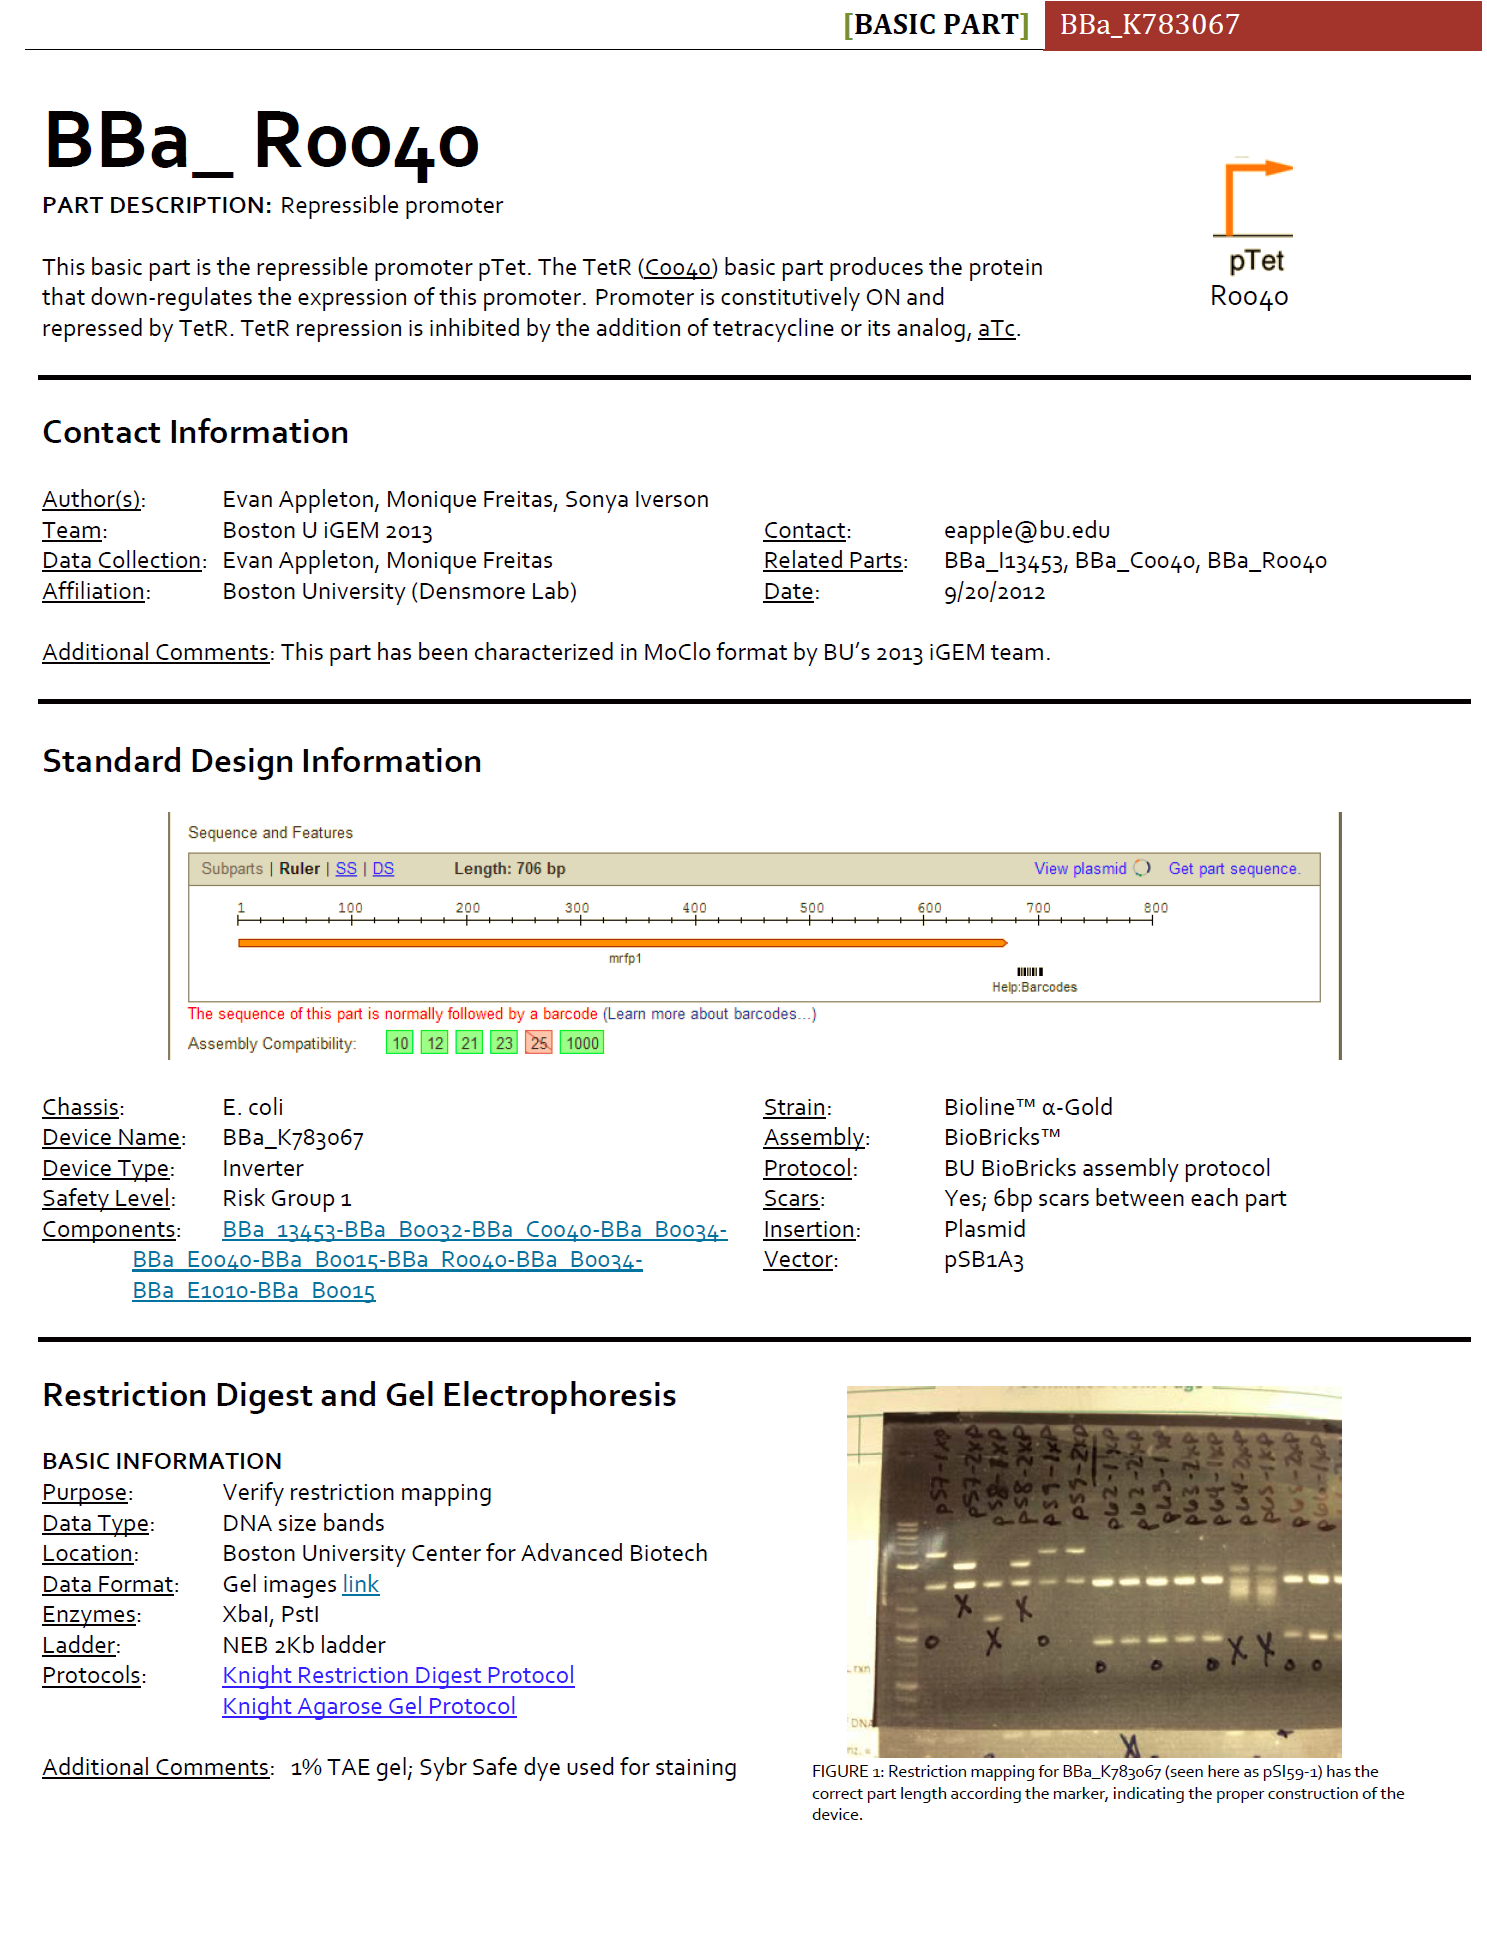 [BASIC PART] BBa_K783067
BBa_ R0040
PART DESCRIPTION: Repressible promoter
This basic part is the repressible promoter pTet. The TetR (C0040) basic part produces the protein
that down-regulates the expression of this promoter. Promoter is constitutively ON and
repressed by TetR. TetR repression is inhibited by the addition of tetracycline or its analog, aTc.
pTet
R0040
Contact Information
Author(s): Evan Appleton, Monique Freitas, Sonya Iverson
Team: Boston U iGEM 2013 Contact: eapple@bu.edu
Data Collection: Evan Appleton, Monique Freitas Related Parts: BBa_I13453, BBa_C0040, BBa_R0040
Affiliation: Boston University (Densmore Lab) Date: 9/20/2012
Additional Comments: This part has been characterized in MoClo format by BU’s 2013 iGEM team.
Standard Design Information
Sequence and Features
Subparts | Ruler | SS | DS Length: 706 bp View plasmid Get part sequence.
1 100 200 300 400 500 600 700 800
mrfp1
Help:Barcodes
The sequence of this part is normally followed by a barcode (Learn more about barcodes...)
Assembly Compatibility: 10 12 21 23 25 1000
Chassis: E. coli Strain: Bioline™ α-Gold
Device Name: BBa_K783067 Assembly: BioBricks™
Device Type: Inverter Protocol: BU BioBricks assembly protocol
Safety Level: Risk Group 1 Scars: Yes; 6bp scars between each part
Components: BBa_13453-BBa_B0032-BBa_C0040-BBa_B0034- Insertion: Plasmid
BBa_E0040-BBa_B0015-BBa_R0040-BBa_B0034- Vector: pSB1A3
BBa_E1010-BBa_B0015
Restriction Digest and Gel Electrophoresis
BASIC INFORMATION
Purpose: Verify restriction mapping
Data Type: DNA size bands
Location: Boston University Center for Advanced Biotech
Data Format: Gel images link
Enzymes: XbaI, PstI
Ladder: NEB 2Kb ladder
Protocols: Knight Restriction Digest Protocol
Knight Agarose Gel Protocol
Additional Comments: 1% TAE gel; Sybr Safe dye used for staining
p57-1xp
p57-2xp
p58-1xp
p58-2xp
p59-1xp
p59-2xp
p62-1xp
p62-2xp
p63-1xp
p63-2xp
p64-1xp
p64-2xp
p65-1xp
p65-2xp
p66-1xp
X X X X X
rxn
DNA
FIGURE 1: Restriction mapping for BBa_K783067 (seen here as pSI59-1) has the
correct part length according the marker, indicating the proper construction of the
device.